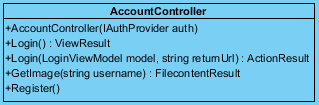 AccountController
+AccountController(IAuthProvider auth)
+Login() : ViewResult
+Login(LoginViewModel model, string returnUrl) : ActionResult
+GetImage(string username) : FilecontentResult
+Register()